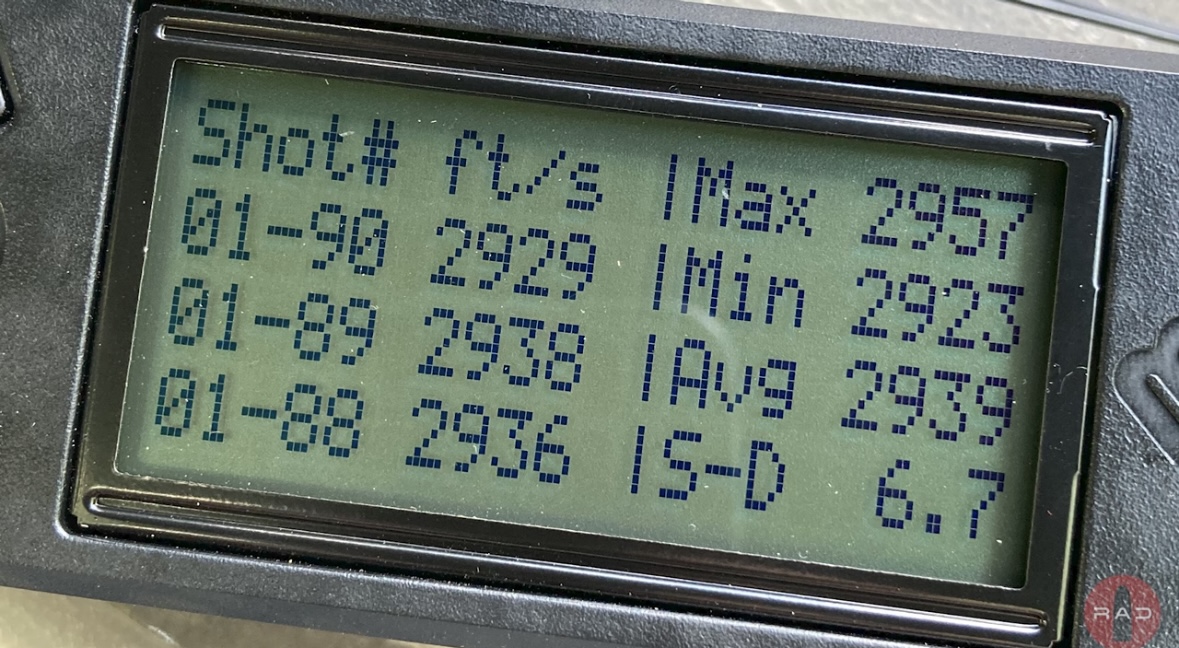 Shot# ft/s |Max 2957
01-90 2929 |Min 2923
01-89 2938 |Avg 2939
01-88 2936 |S-D 6.7
RAD